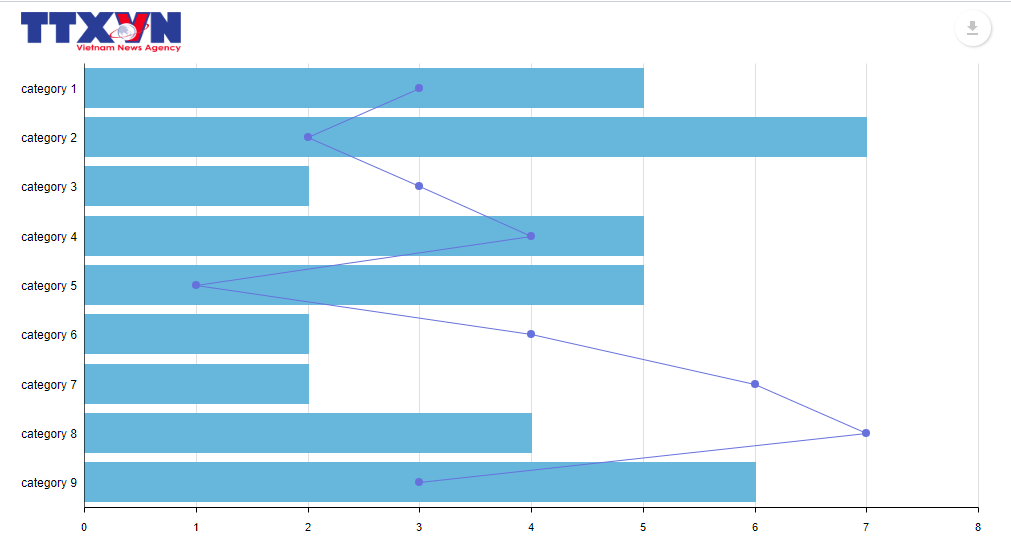 TTXVN
Vietnam News Agency
category 1
category 2
category 3
category 4
category 5
category 6
category 7
category 8
category 9
0 1 2 3 4 5 6 7 8